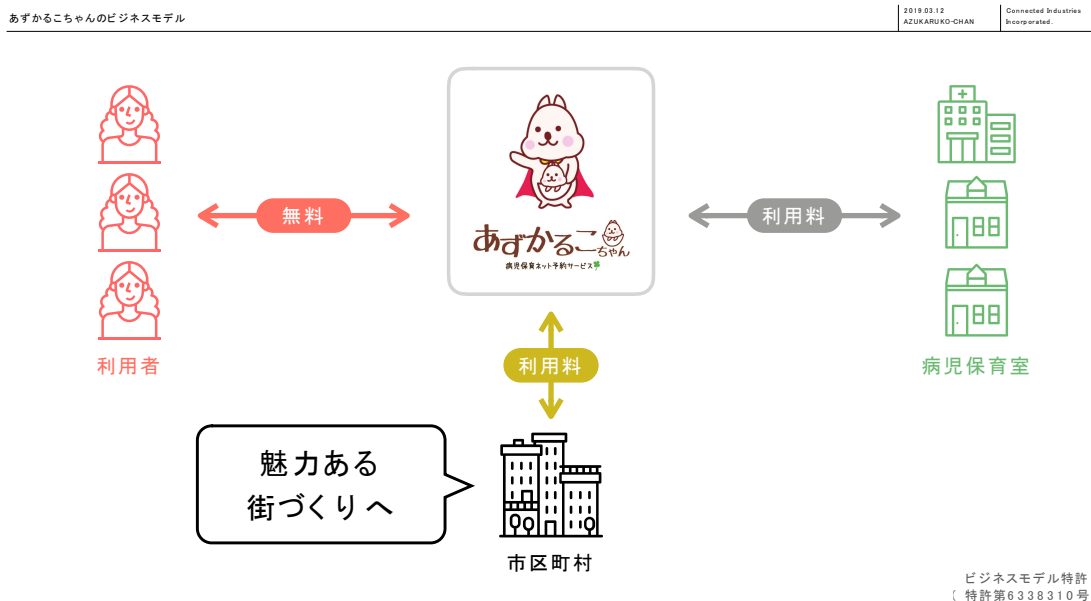 あずかるこちゃんのビジネスモデル
2019.03.12
AZUKARUKO-CHAN
Connected Industries
Incorporated.
無料
利用料
あずかるこちゃん
病児保育ネット予約サービス
利用者
利用料
病児保育室
魅力ある
街づくりへ
市区町村
ビジネスモデル特許
( 特許第6338310号